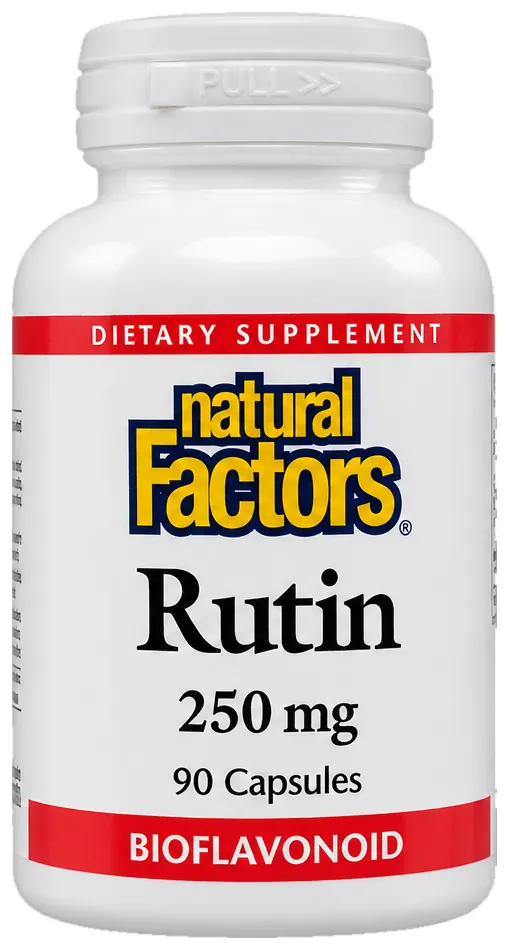 PULL >>
DIETARY SUPPLEMENT
natural
Factors®
Rutin
250 mg
90 Capsules
BIOFLAVONOID